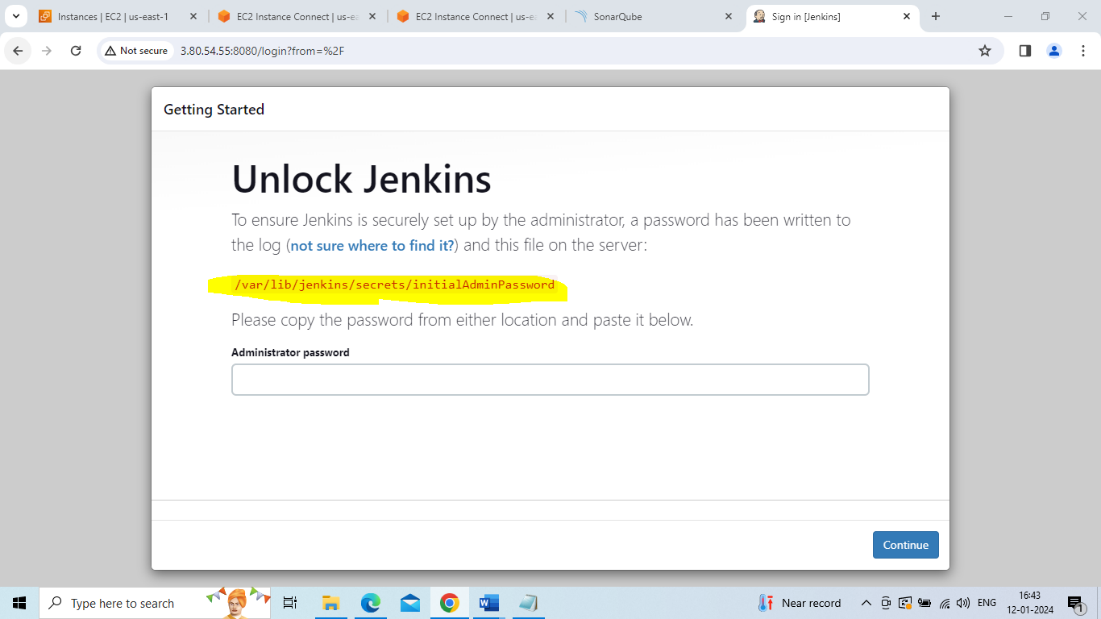 Instances | EC2 | us-east-1
EC2 Instance Connect | us-e
EC2 Instance Connect | us-e
SonarQube
Sign in [Jenkins]
Not secure
3.80.54.55:8080/login?from=%2F
Getting Started
Unlock Jenkins
To ensure Jenkins is securely set up by the administrator, a password has been written to
the log (not sure where to find it?) and this file on the server:
/var/lib/jenkins/secrets/initialAdminPassword
Please copy the password from either location and paste it below.
Administrator password
Continue
Type here to search
Near record
ENG
16:43
12-01-2024
1